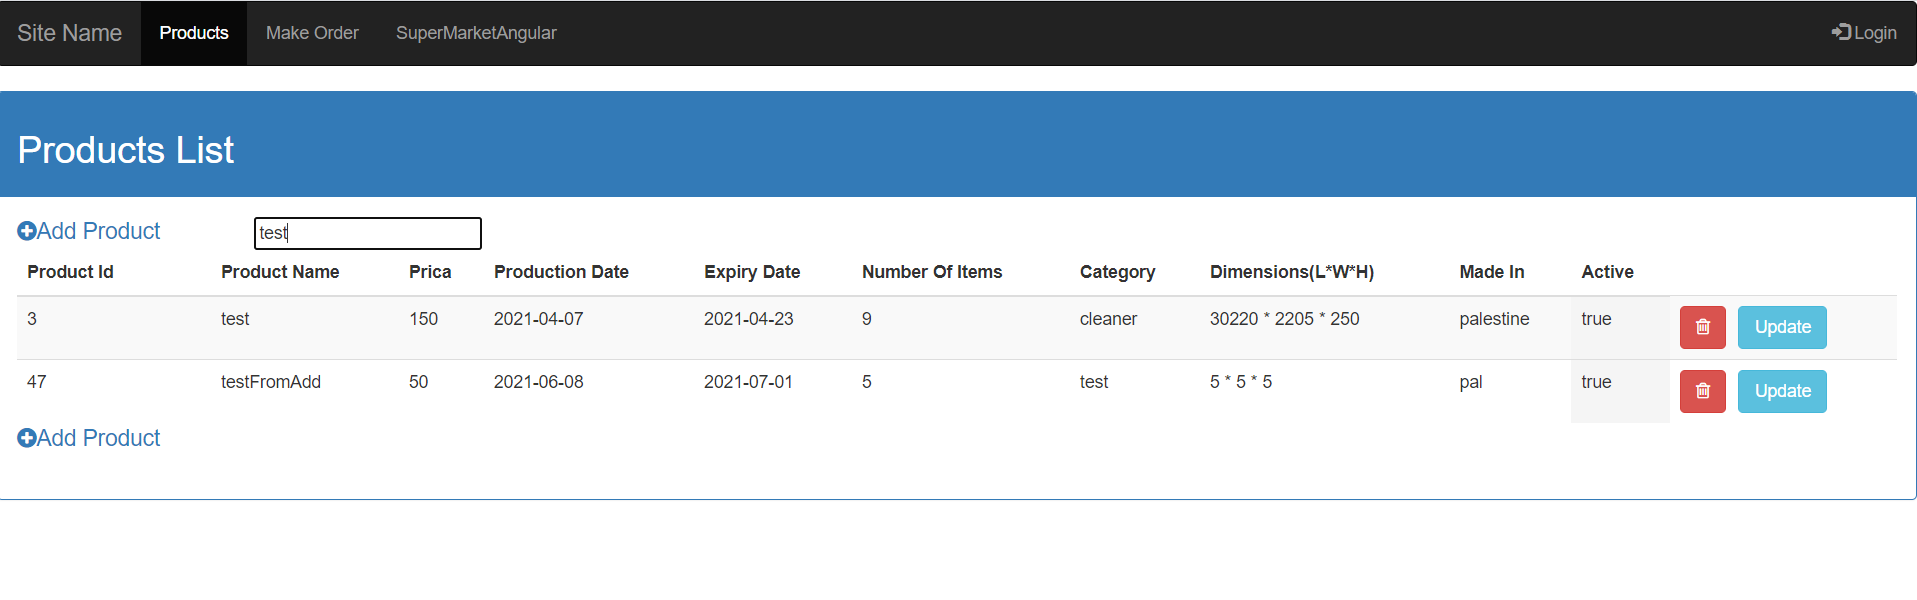 Site Name Products Make Order SuperMarketAngular Login
Products List
Add Product test
Product Id Product Name Prica Production Date Expiry Date Number Of Items Category Dimensions(L*W*H) Made In Active
3 test 150 2021-04-07 2021-04-23 9 cleaner 30220 * 2205 * 250 palestine true Update
47 testFromAdd 50 2021-06-08 2021-07-01 5 test 5 * 5 * 5 pal true Update
Add Product